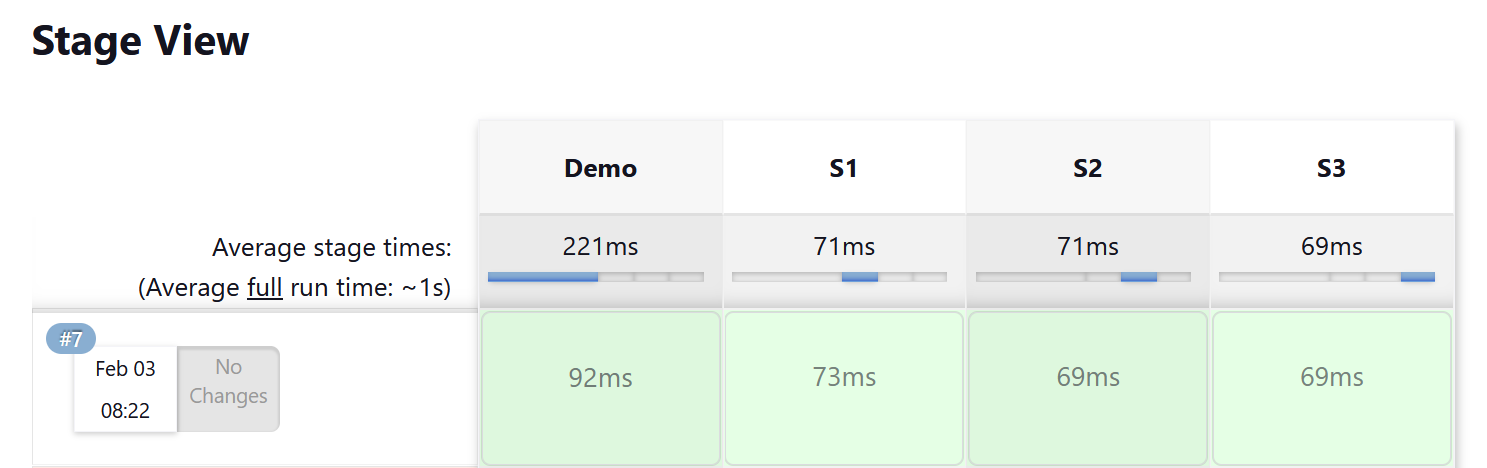 Stage View
Demo S1 S2 S3
Average stage times: 221ms 71ms 71ms 69ms
(Average full run time: ~1s)
#7
Feb 03 No
Changes
08:22
92ms 73ms 69ms 69ms